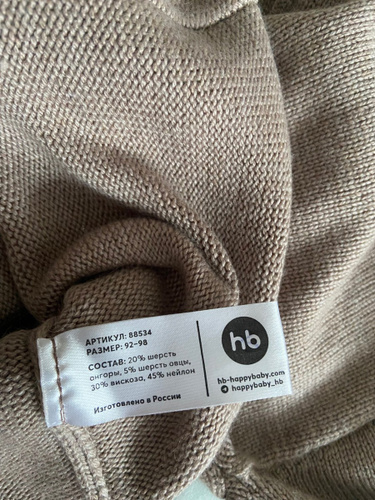 АРТИКУЛ: 88534
РАЗМЕР: 92-98
СОСТАВ: 20% шерсть
ангоры, 5% шерсть овцы,
30% вискоза, 45% нейлон
Изготовлено в России
hb
hb-happybaby.com
happybaby_hb